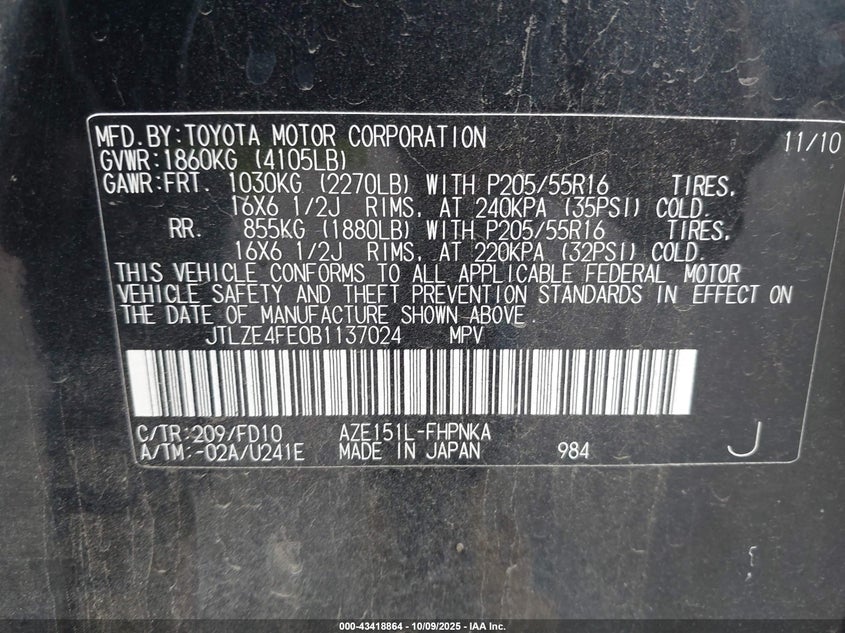 MFD.BY:TOYOTA MOTOR CORPORATION 11/10
GVWR:1860KG (4105LB)
GAWR:FRT. 1030KG (2270LB) WITH P205/55R16 TIRES,
16X6 1/2J RIMS, AT 240KPA (35PSI) COLD.
RR. 855KG (1880LB) WITH P205/55R16 TIRES,
16X6 1/2J RIMS, AT 220KPA (32PSI) COLD.
THIS VEHICLE CONFORMS TO ALL APPLICABLE FEDERAL MOTOR
VEHICLE SAFETY AND THEFT PREVENTION STANDARDS IN EFFECT ON
THE DATE OF MANUFACTURE SHOWN ABOVE.
JTLZE4FE0B1137024 MPV
C/TR:209/FD10 AZE151L-FHPNKA
A/TM:-02A/U241E MADE IN JAPAN 984 J
000-43418864 - 10/09/2025 - IAA Inc.